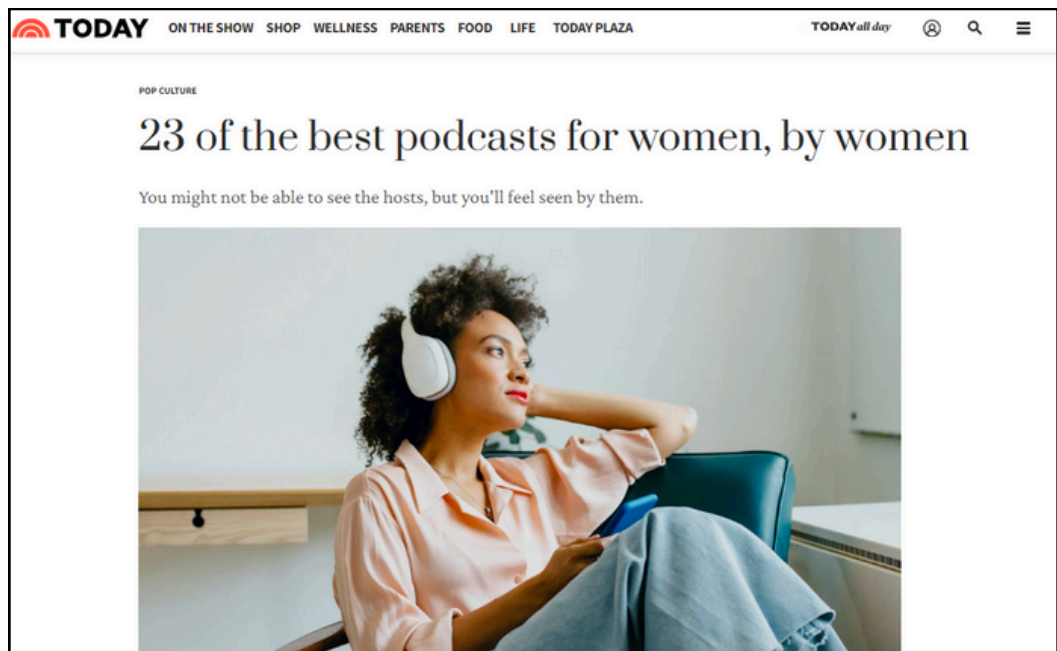 TODAY ON THE SHOW SHOP WELLNESS PARENTS FOOD LIFE TODAY PLAZA TODAY all day
POP CULTURE
23 of the best podcasts for women, by women
You might not be able to see the hosts, but you'll feel seen by them.